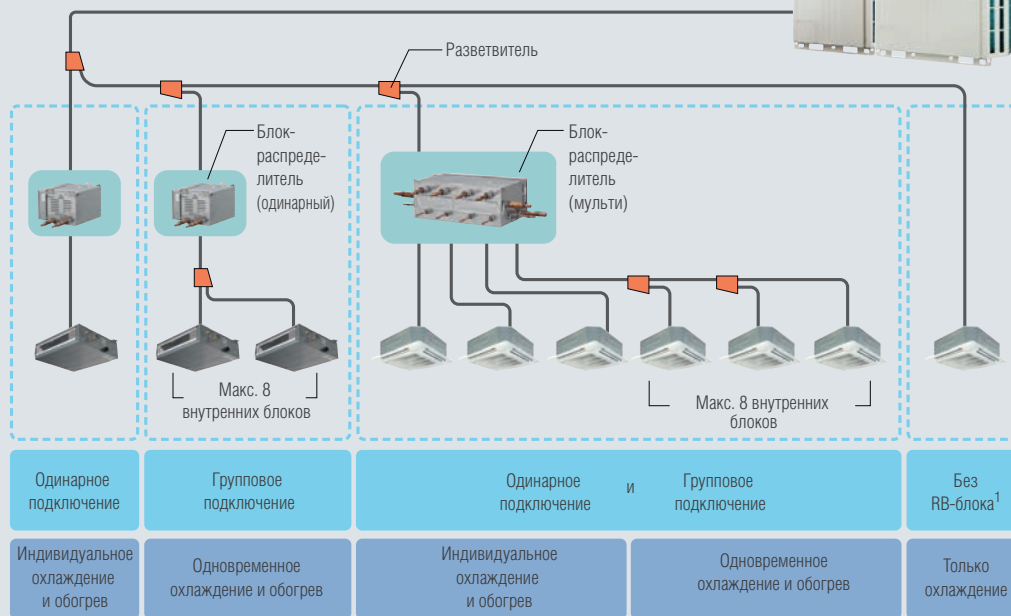 Разветвитель
Блок-
распреде-
литель
(одинарный)
Блок-
распреде-
литель
(мульти)
Макс. 8
внутренних блоков
Макс. 8 внутренних
блоков
Одинарное
подключение
Групповое
подключение
Одинарное
подключение
и
Групповое
подключение
Без
RB-блока¹
Индивидуальное
охлаждение
и обогрев
Одновременное
охлаждение и обогрев
Индивидуальное
охлаждение
и обогрев
Одновременное
охлаждение и обогрев
Только
охлаждение